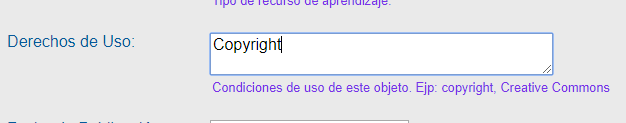 Tipo de recurso de aprendizaje.
Derechos de Uso:
Copyright
Condiciones de uso de este objeto. Ejp: copyright, Creative Commons